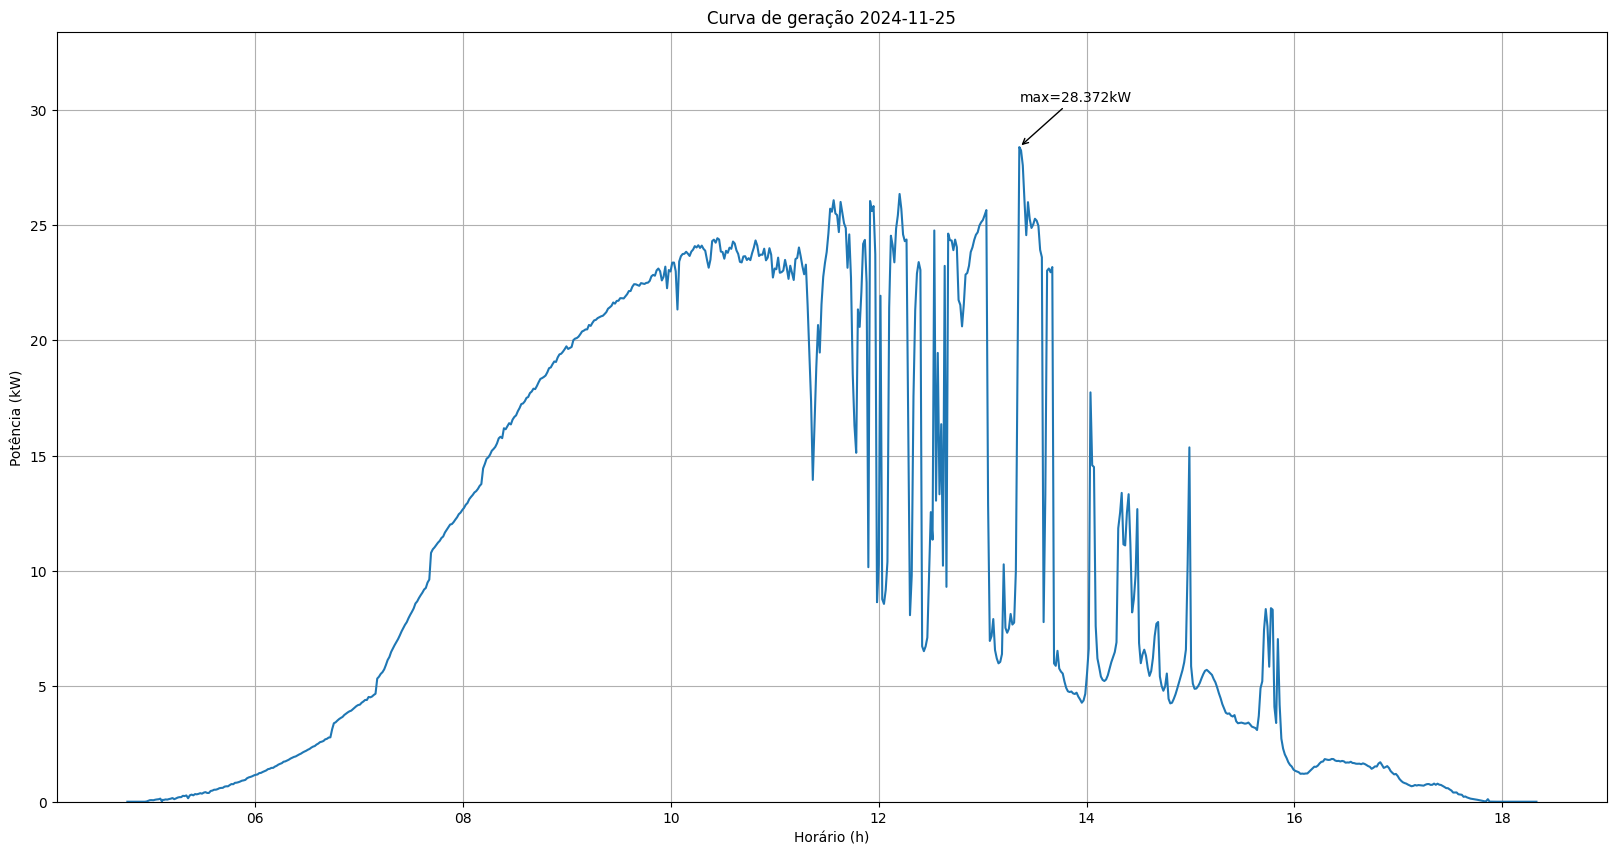 Curva de geração 2024-11-25
max=28.372kW
Potência (kW)
30
25
20
15
10
5
0
06 08 10 12 14 16 18
Horário (h)